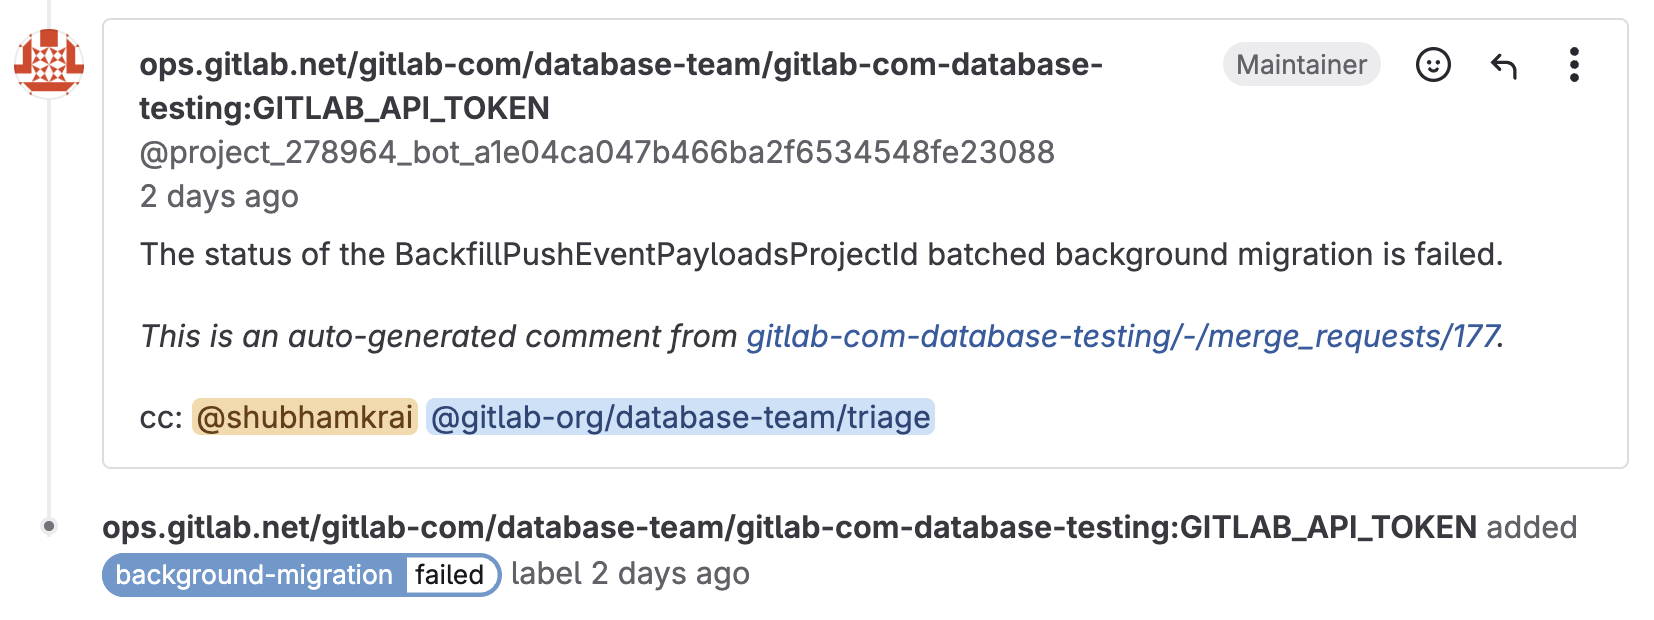 ops.gitlab.net/gitlab-com/database-team/gitlab-com-database-
testing:GITLAB_API_TOKEN
Maintainer
@project_278964_bot_a1e04ca047b466ba2f6534548fe23088
2 days ago
The status of the BackfillPushEventPayloadsProjectId batched background migration is failed.
This is an auto-generated comment from gitlab-com-database-testing/-/merge_requests/177.
cc: @shubhamkrai @gitlab-org/database-team/triage
ops.gitlab.net/gitlab-com/database-team/gitlab-com-database-testing:GITLAB_API_TOKEN added
background-migration failed label 2 days ago